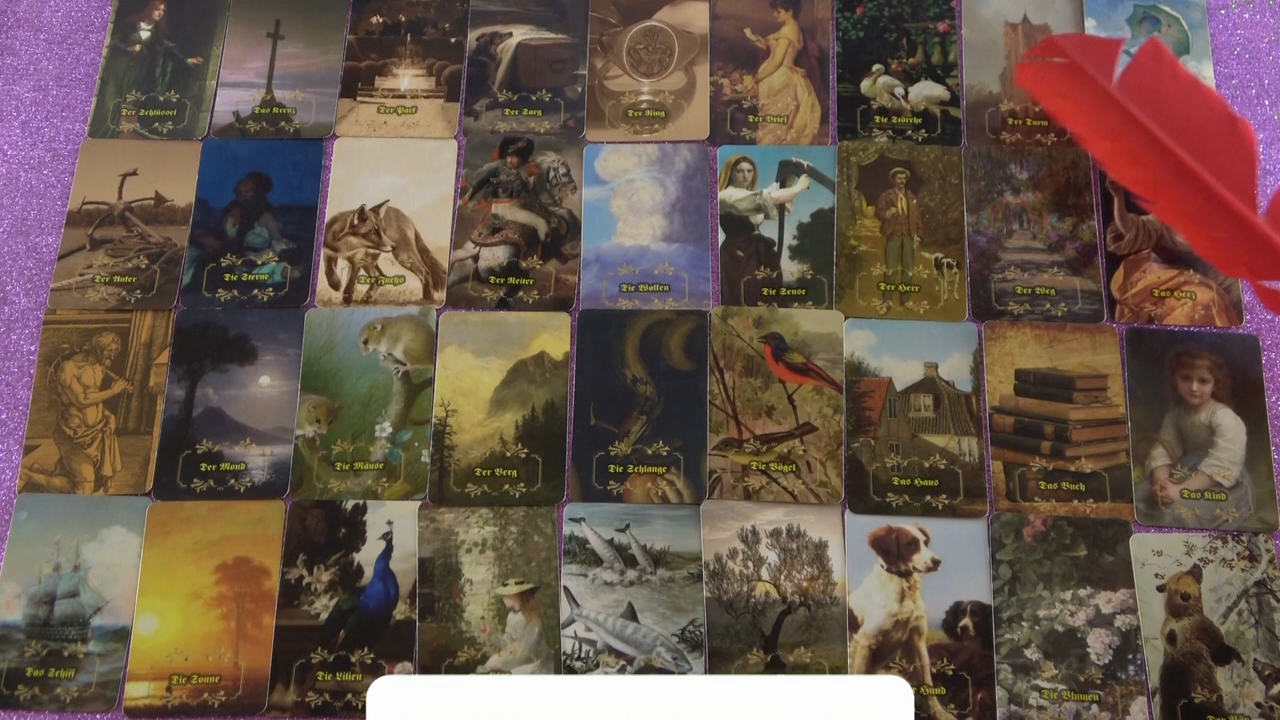 Der Schlüssel
Das Kreuz
Der Park
Der Sarg
Der Ring
Der Brief
Die Störche
Der Turm
Der Anker
Die Sterne
Der Fuchs
Der Reiter
Die Wolken
Die Sense
Der Herr
Der Weg
Das Herz
Der Mond
Die Mäuse
Der Berg
Die Schlange
Die Vögel
Das Haus
Das Buch
Das Kind
Das Schiff
Die Sonne
Die Lilien
Hund
Die Blumen